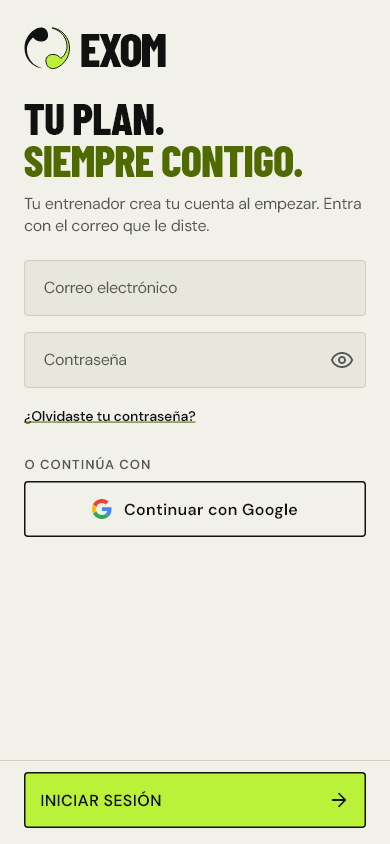 EXOM
TU PLAN.
SIEMPRE CONTIGO.
Tu entrenador crea tu cuenta al empezar. Entra
con el correo que le diste.
Correo electrónico
Contraseña
¿Olvidaste tu contraseña?
O CONTINÚA CON
Continuar con Google
INICIAR SESIÓN